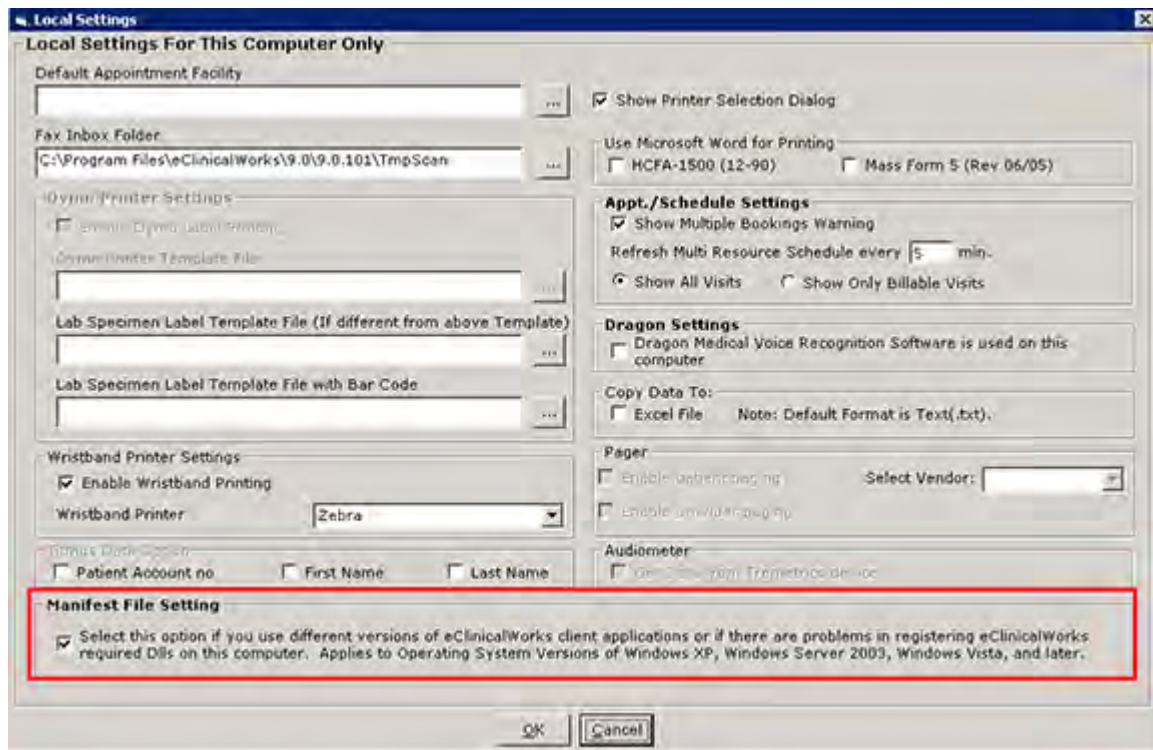 Local Settings
Local Settings For This Computer Only
Default Appointment Facility
...
Show Printer Selection Dialog
Fax Inbox Folder
C:\Program Files\eClinicalWorks\9.0\9.0.101\TmpScan
...
Use Microsoft Word for Printing
HCFA-1500 (12-90)
Mass Form 5 (Rev 06/05)
Dymo Printer Settings
Enable Dymo Label Printing
Dymo Printer Template File
...
Lab Specimen Label Template File (If different from above Template)
...
Lab Specimen Label Template File with Bar Code
...
Appt./Schedule Settings
Show Multiple Bookings Warning
Refresh Multi Resource Schedule every 5 min.
Show All Visits
Show Only Billable Visits
Dragon Settings
Dragon Medical Voice Recognition Software is used on this
computer
Copy Data To:
Excel File
Note: Default Format is Text(.txt).
Wristband Printer Settings
Enable Wristband Printing
Wristband Printer
Zebra
Pager
Select Vendor:
Patient Account no
First Name
Last Name
Audiometer
Manifest File Setting
Select this option if you use different versions of eClinicalWorks client applications or if there are problems in registering eClinicalWorks
required Dlls on this computer. Applies to Operating System Versions of Windows XP, Windows Server 2003, Windows Vista, and later.
OK
Cancel